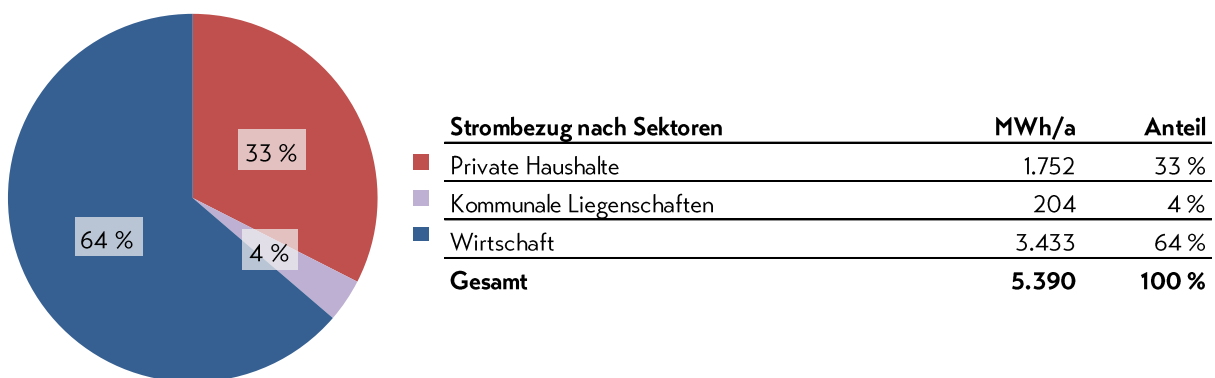 33 %
64 %
4 %
Strombezug nach Sektoren MWh/a Anteil
Private Haushalte 1.752 33 %
Kommunale Liegenschaften 204 4 %
Wirtschaft 3.433 64 %
Gesamt 5.390 100 %